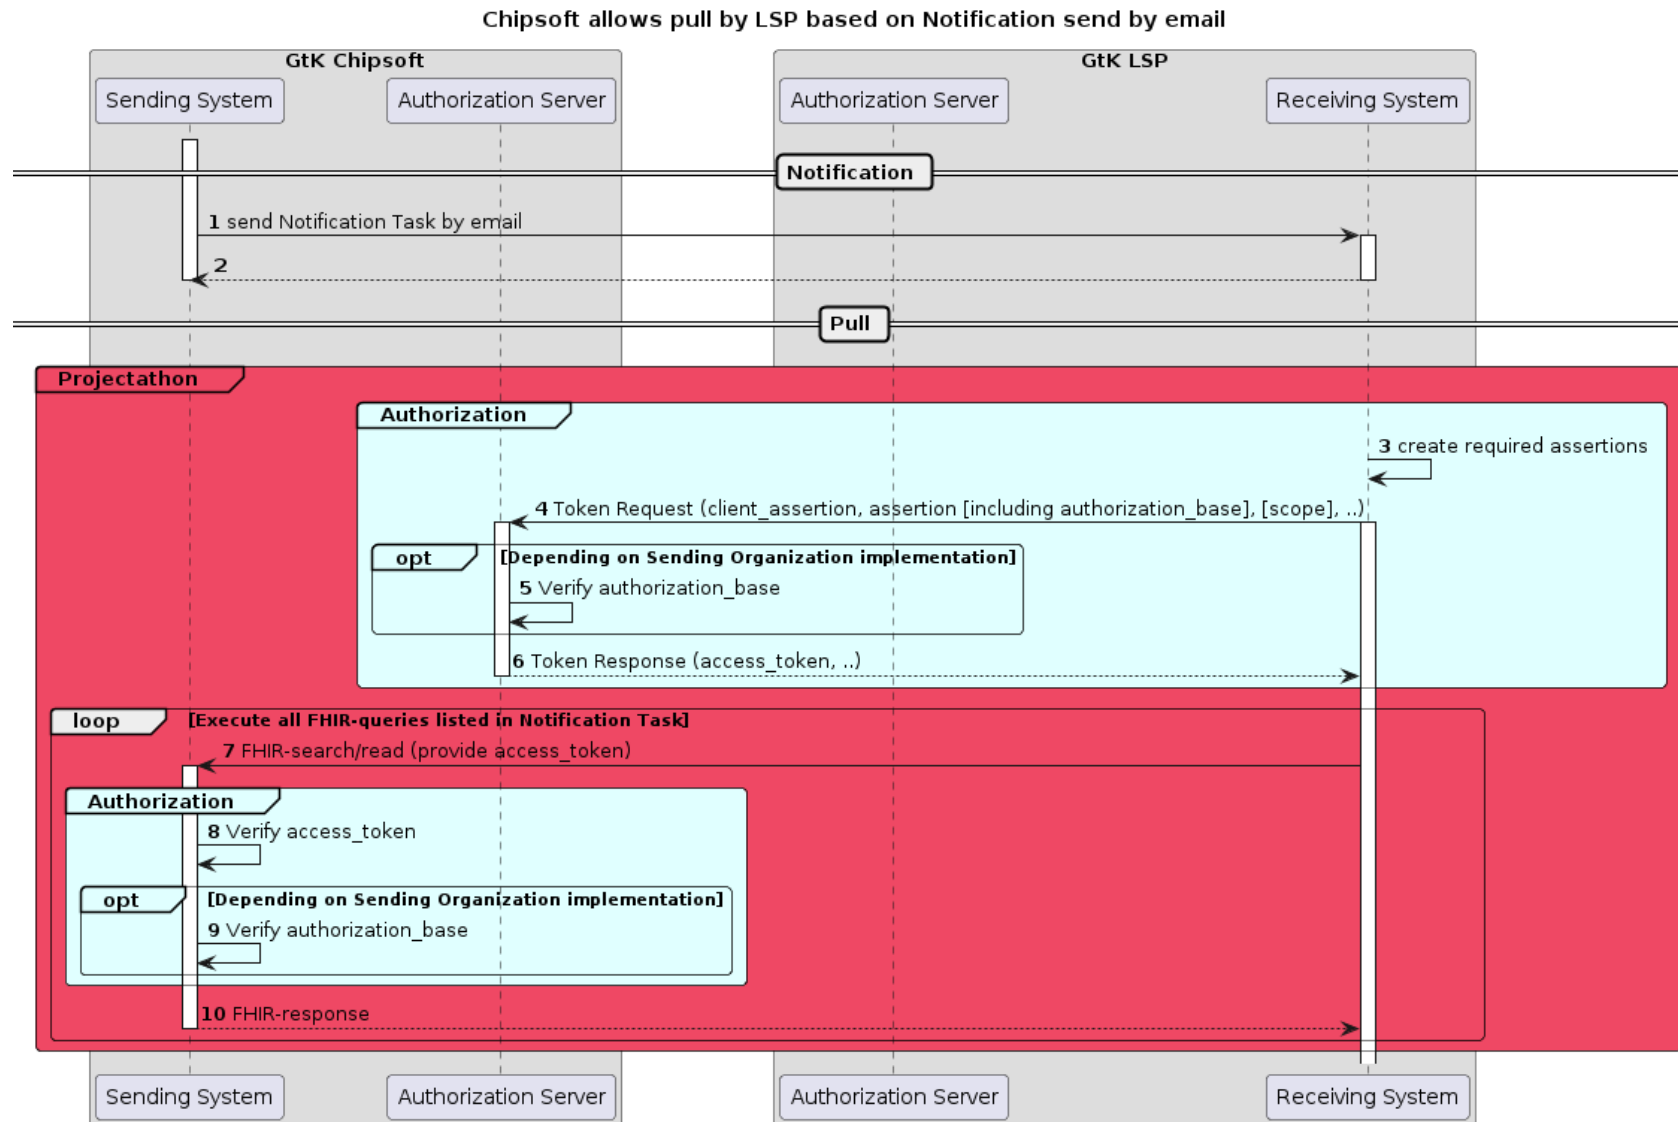 Chipsoft allows pull by LSP based on Notification send by email
GtK Chipsoft
GtK LSP
Sending System
Authorization Server
Authorization Server
Receiving System
Notification
1 send Notification Task by email
2
Pull
Projectathon
Authorization
3 create required assertions
4 Token Request (client_assertion, assertion [including authorization_base], [scope], ..)
opt [Depending on Sending Organization implementation]
5 Verify authorization_base
6 Token Response (access_token, ..)
loop [Execute all FHIR-queries listed in Notification Task]
7 FHIR-search/read (provide access_token)
Authorization
8 Verify access_token
opt [Depending on Sending Organization implementation]
9 Verify authorization_base
10 FHIR-response
Sending System
Authorization Server
Authorization Server
Receiving System